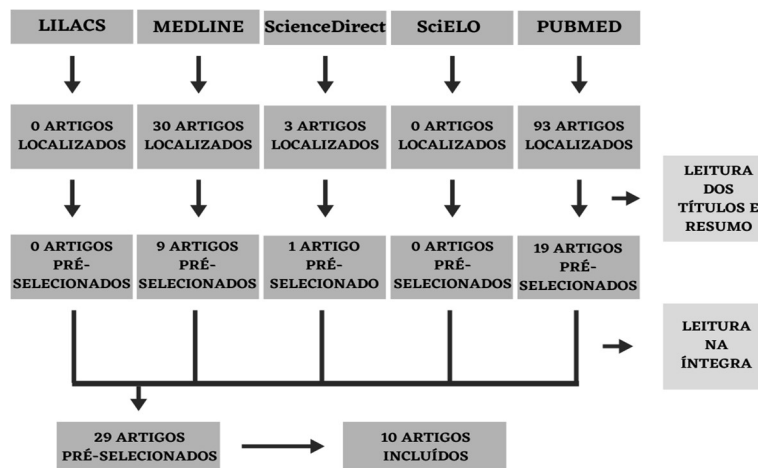 LILACS
MEDLINE
ScienceDirect
SciELO
PUBMED
0 ARTIGOS
LOCALIZADOS
30 ARTIGOS
LOCALIZADOS
3 ARTIGOS
LOCALIZADOS
0 ARTIGOS
LOCALIZADOS
93 ARTIGOS
LOCALIZADOS
LEITURA
DOS
TÍTULOS E
RESUMO
0 ARTIGOS
PRÉ-
SELECIONADOS
9 ARTIGOS
PRÉ-
SELECIONADOS
1 ARTIGO
PRÉ-
SELECIONADO
0 ARTIGOS
PRÉ-
SELECIONADOS
19 ARTIGOS
PRÉ-
SELECIONADOS
LEITURA
NA
ÍNTEGRA
29 ARTIGOS
PRÉ-SELECIONADOS
10 ARTIGOS
INCLUÍDOS